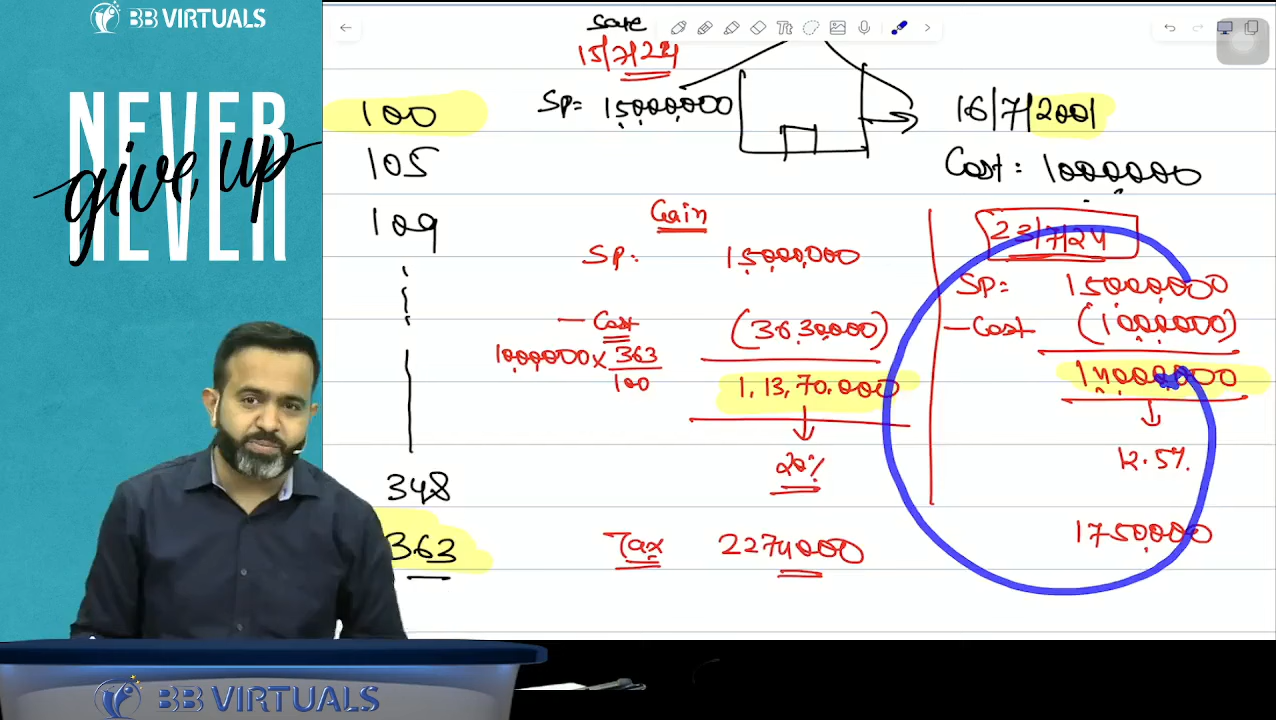 BB VIRTUALS
NEVER
give up
NEVER
Sale
15/7/24
SP= 15000000
16/7/2001
Cost: 1000000
100
105
109
348
363
Gain
SP: 15000000
- Cost (3630000)
1000000 × 363/100
1,13,70,000
20%
Tax 2274000
23/7/24
SP= 15000000
- Cost (1000000)
14000000
12.5%
1750000
BB VIRTUALS